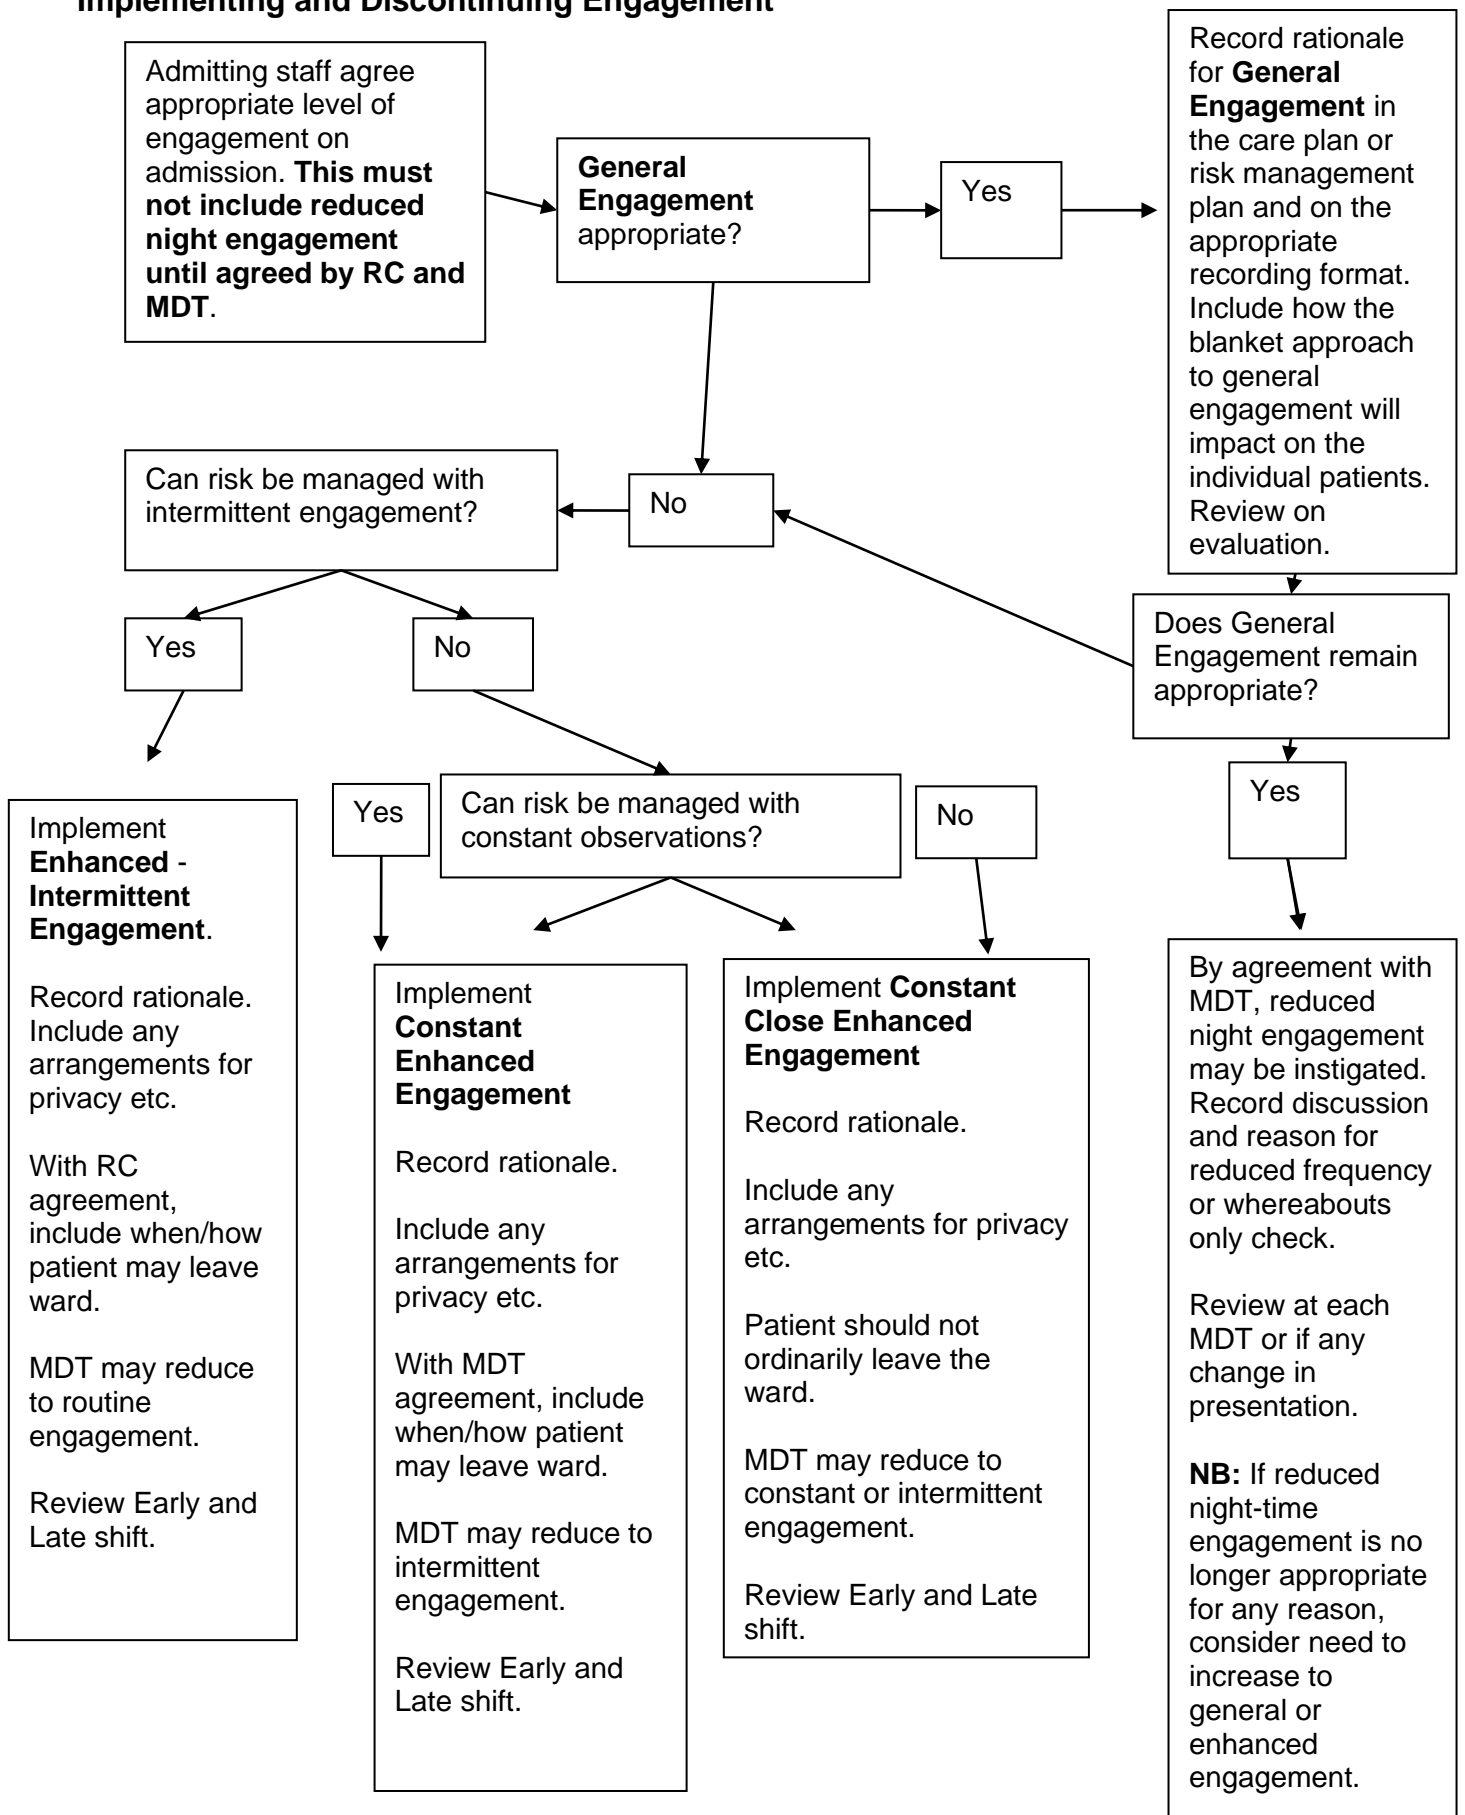 Implementing and Discontinuing Engagement
Admitting staff agree
appropriate level of
engagement on
admission. This must
not include reduced
night engagement
until agreed by RC and
MDT.
General
Engagement
appropriate?
Yes
Record rationale
for General
Engagement in
the care plan or
risk management
plan and on the
appropriate
recording format.
Include how the
blanket approach
to general
engagement will
impact on the
individual patients.
Review on
evaluation.
Can risk be managed with
intermittent engagement?
No
Does General
Engagement remain
appropriate?
Yes
No
Yes
Can risk be managed with
constant observations?
No
Yes
Implement
Enhanced -
Intermittent
Engagement.
Record rationale.
Include any
arrangements for
privacy etc.
With RC
agreement,
include when/how
patient may leave
ward.
MDT may reduce
to routine
engagement.
Review Early and
Late shift.
Implement
Constant
Enhanced
Engagement
Record rationale.
Include any
arrangements for
privacy etc.
With MDT
agreement, include
when/how patient
may leave ward.
MDT may reduce to
intermittent
engagement.
Review Early and
Late shift.
Implement Constant
Close Enhanced
Engagement
Record rationale.
Include any
arrangements for privacy
etc.
Patient should not
ordinarily leave the
ward.
MDT may reduce to
constant or intermittent
engagement.
Review Early and Late
shift.
By agreement with
MDT, reduced
night engagement
may be instigated.
Record discussion
and reason for
reduced frequency
or whereabouts
only check.
Review at each
MDT or if any
change in
presentation.
NB: If reduced
night-time
engagement is no
longer appropriate
for any reason,
consider need to
increase to
general or
enhanced
engagement.